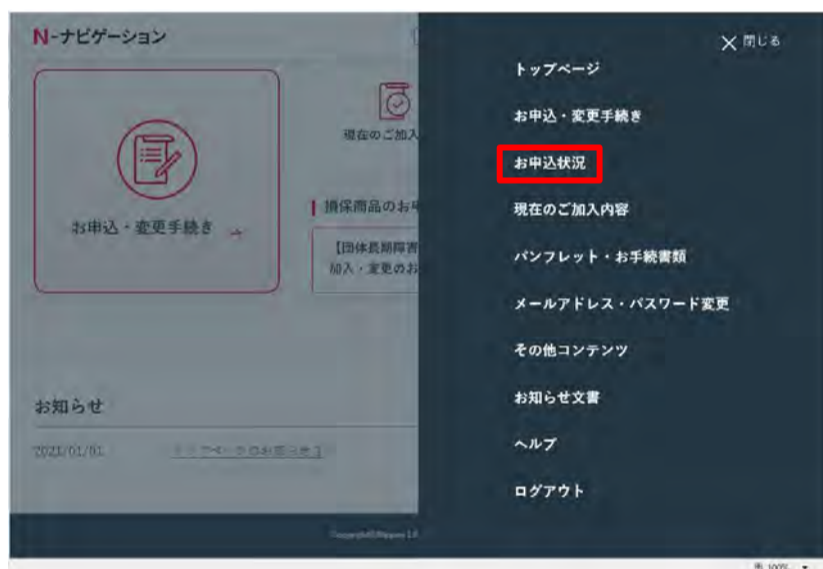 N-ナビゲーション
閉じる
トップページ
お申込・変更手続き
お申込状況
現在のご加入内容
パンフレット・お手続書類
メールアドレス・パスワード変更
その他コンテンツ
お知らせ文書
ヘルプ
ログアウト
現在のご加入
お申込・変更手続き
損保商品のお申
【団体長期障害
加入・変更のお
お知らせ
2021/01/01
100%